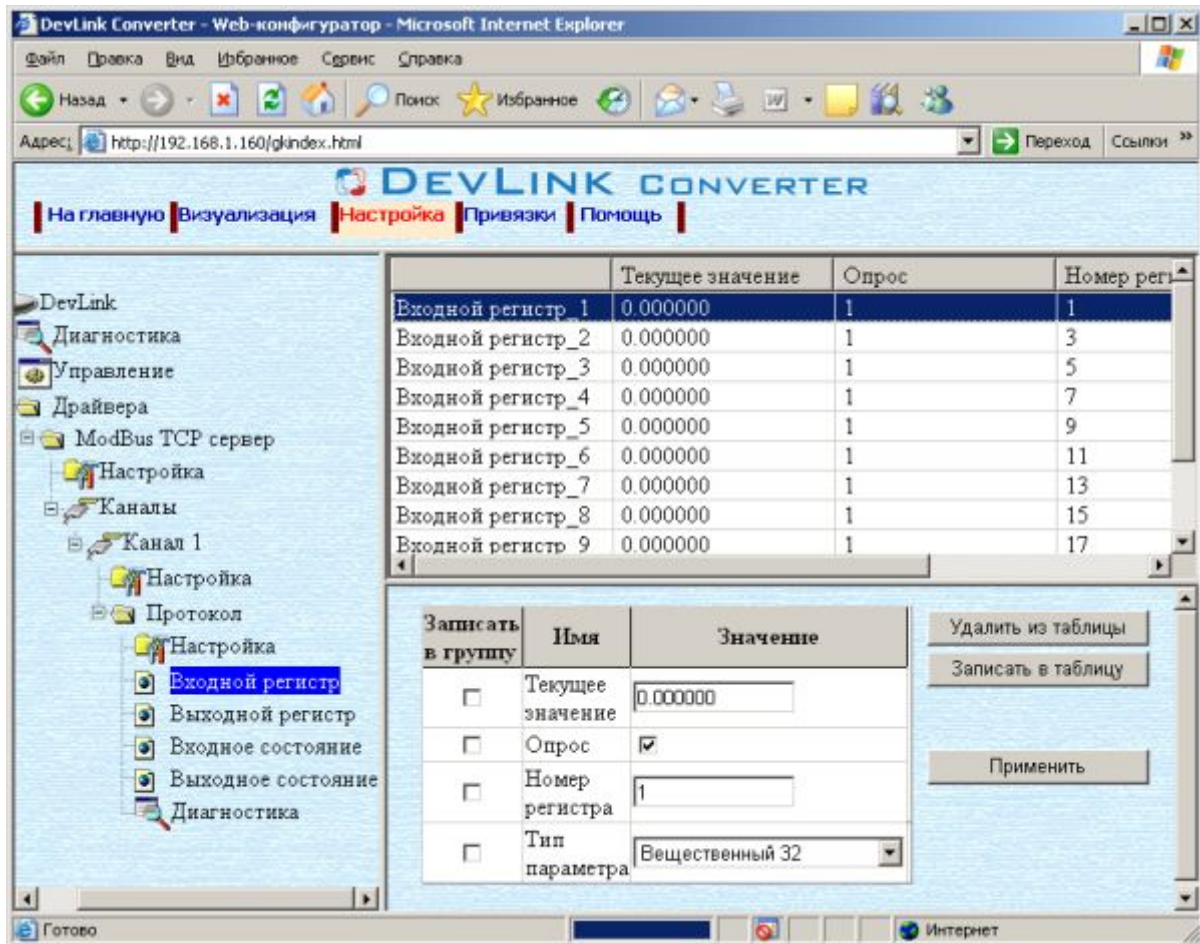 DevLink Converter - Web-конфигуратор - Microsoft Internet Explorer
Файл Правка Вид Избранное Сервис Справка
Назад Поиск Избранное
Адрес: http://192.168.1.160/gkindex.html Переход Ссылки »
DEVLINK CONVERTER
На главную Визуализация Настройка Привязки Помощь
DevLink
Диагностика
Управление
Драйвера
ModBus TCP сервер
Настройка
Каналы
Канал 1
Настройка
Протокол
Настройка
Входной регистр
Выходной регистр
Входное состояние
Выходное состояние
Диагностика
Текущее значение Опрос Номер реги
Входной регистр_1 0.000000 1 1
Входной регистр_2 0.000000 1 3
Входной регистр_3 0.000000 1 5
Входной регистр_4 0.000000 1 7
Входной регистр_5 0.000000 1 9
Входной регистр_6 0.000000 1 11
Входной регистр_7 0.000000 1 13
Входной регистр_8 0.000000 1 15
Входной регистр_9 0.000000 1 17
Записать в группу Имя Значение
Текущее значение 0.000000
Опрос
Номер регистра 1
Тип параметра Вещественный 32
Удалить из таблицы
Записать в таблицу
Применить
Готово Интернет